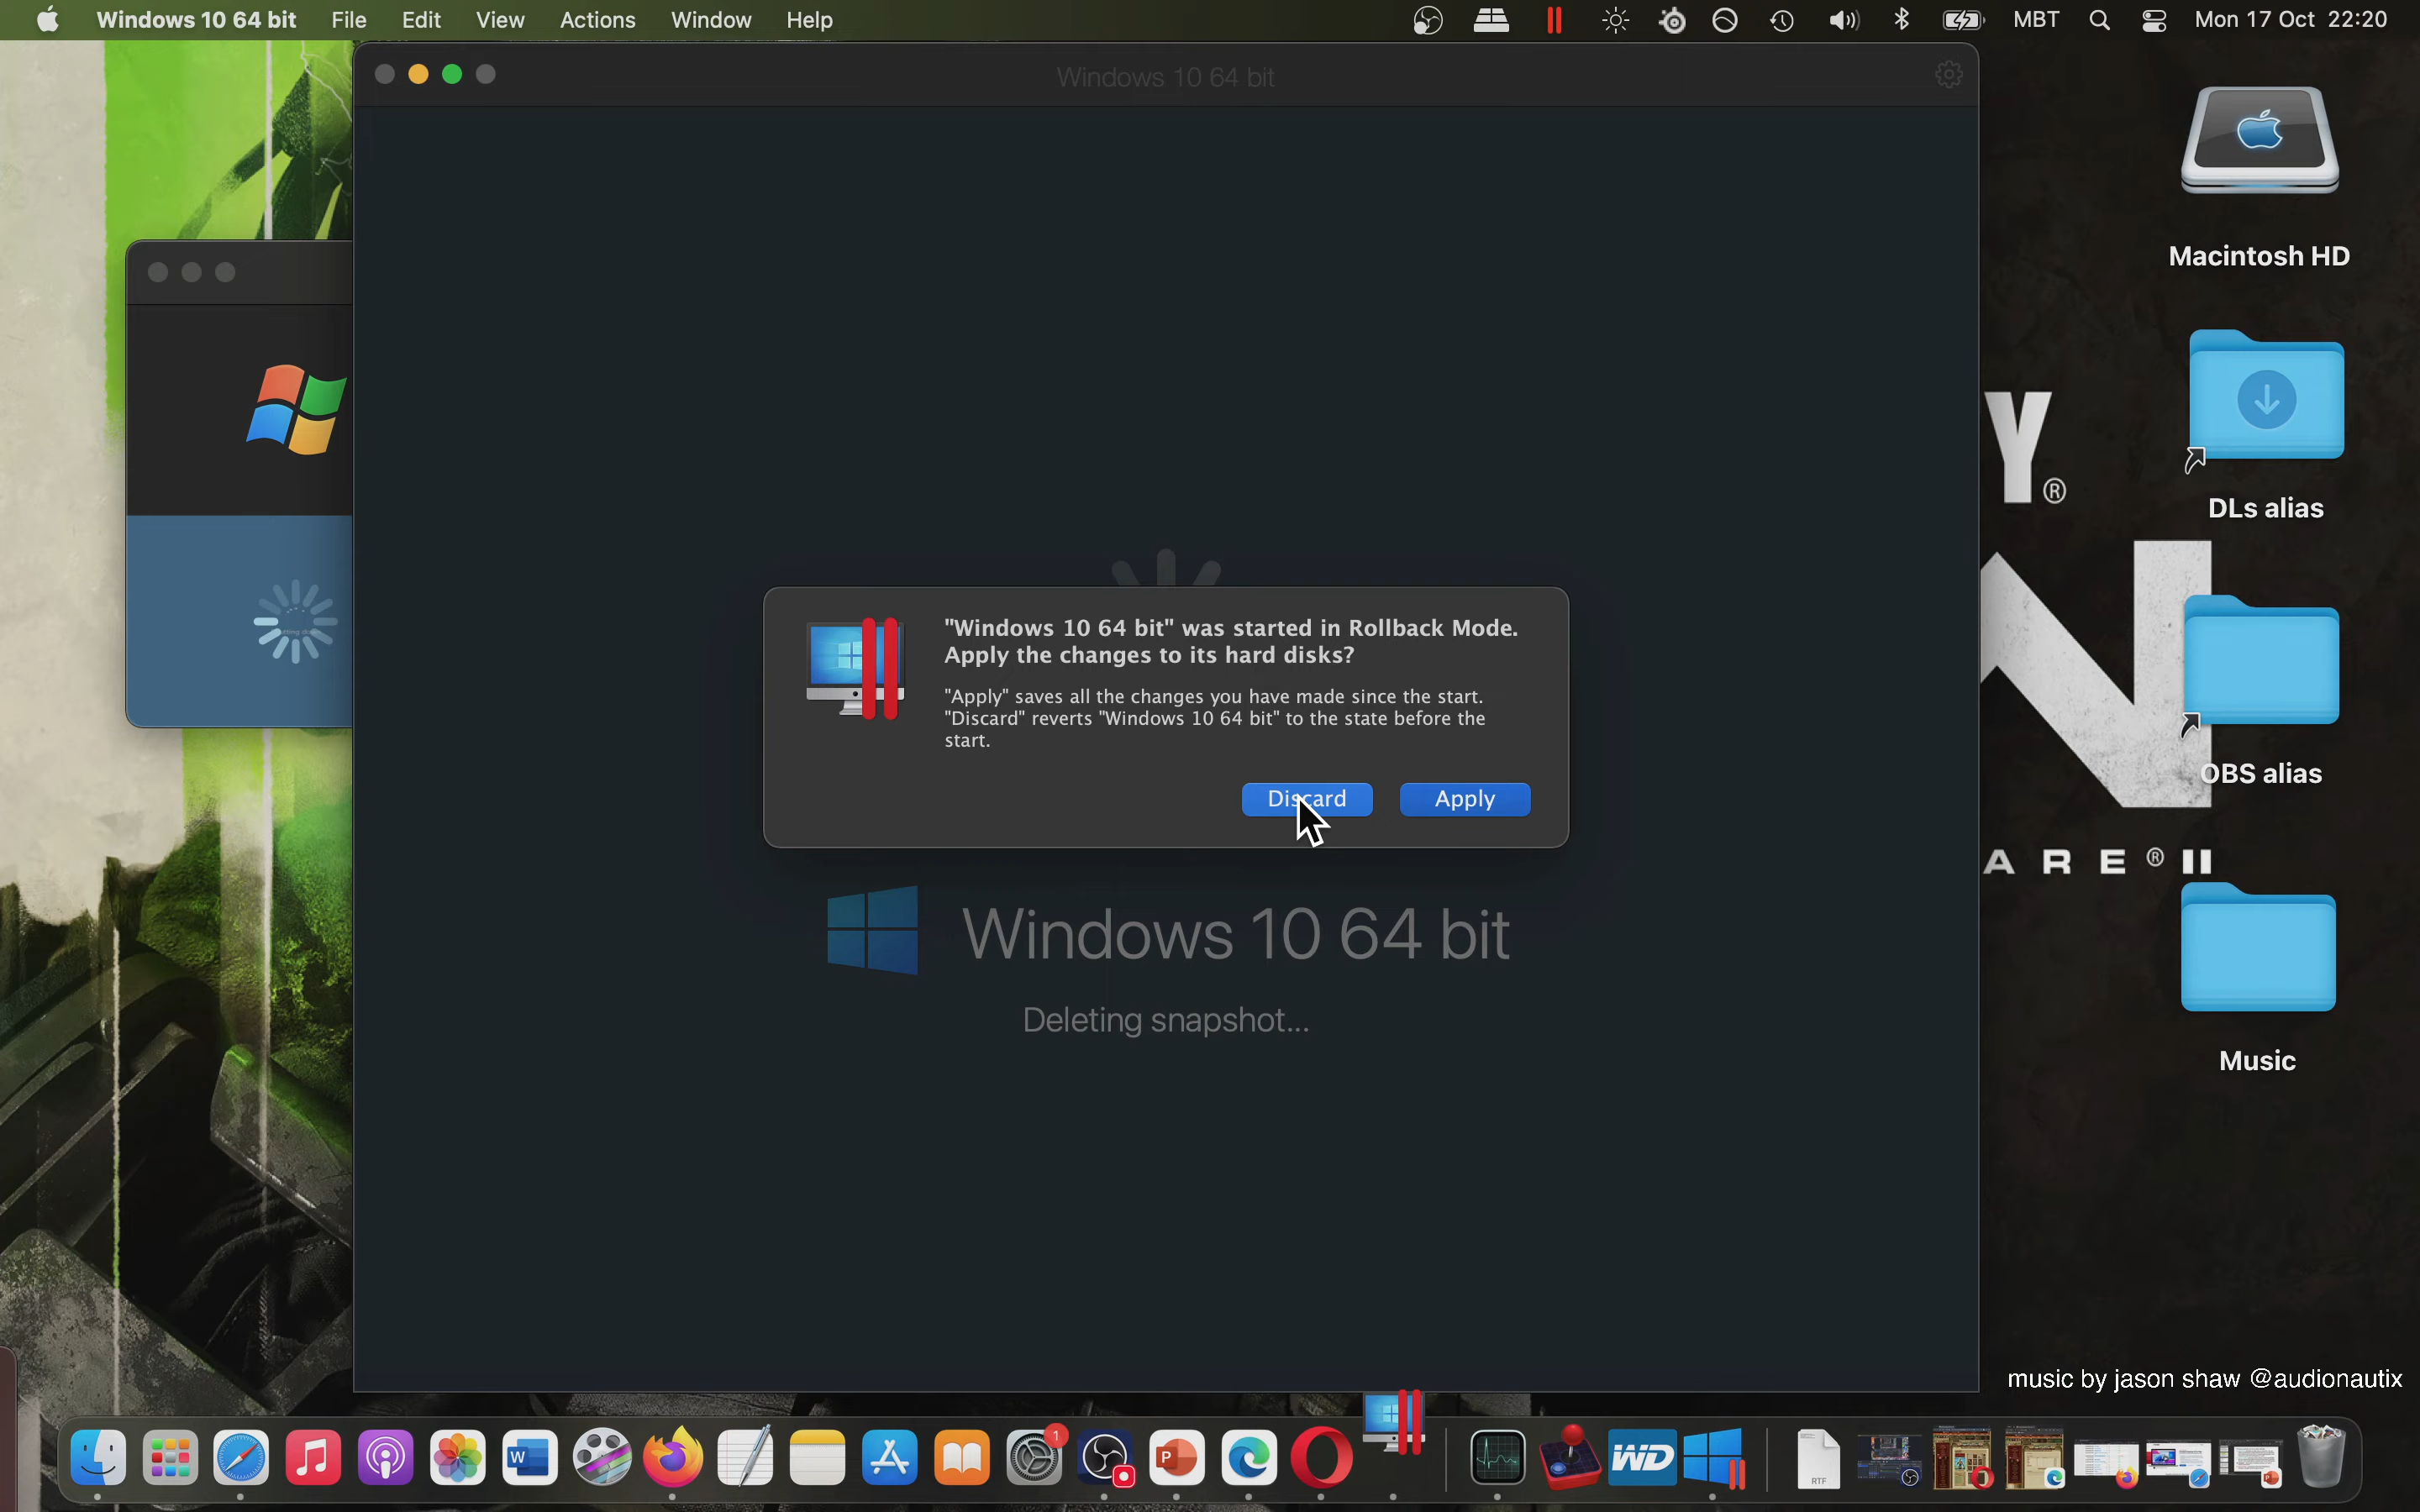 Windows 10 64 bit File Edit View Actions Window Help MBT Mon 17 Oct 22:20
Windows 10 64 bit
Macintosh HD
DLs alias
Y®
OBS alias
N
ARE®II
Music
"Windows 10 64 bit" was started in Rollback Mode.
Apply the changes to its hard disks?
"Apply" saves all the changes you have made since the start.
"Discard" reverts "Windows 10 64 bit" to the state before the
start.
Discard Apply
Windows 10 64 bit
Deleting snapshot...
music by jason shaw @audionautix
1
W
P
WD
RTF